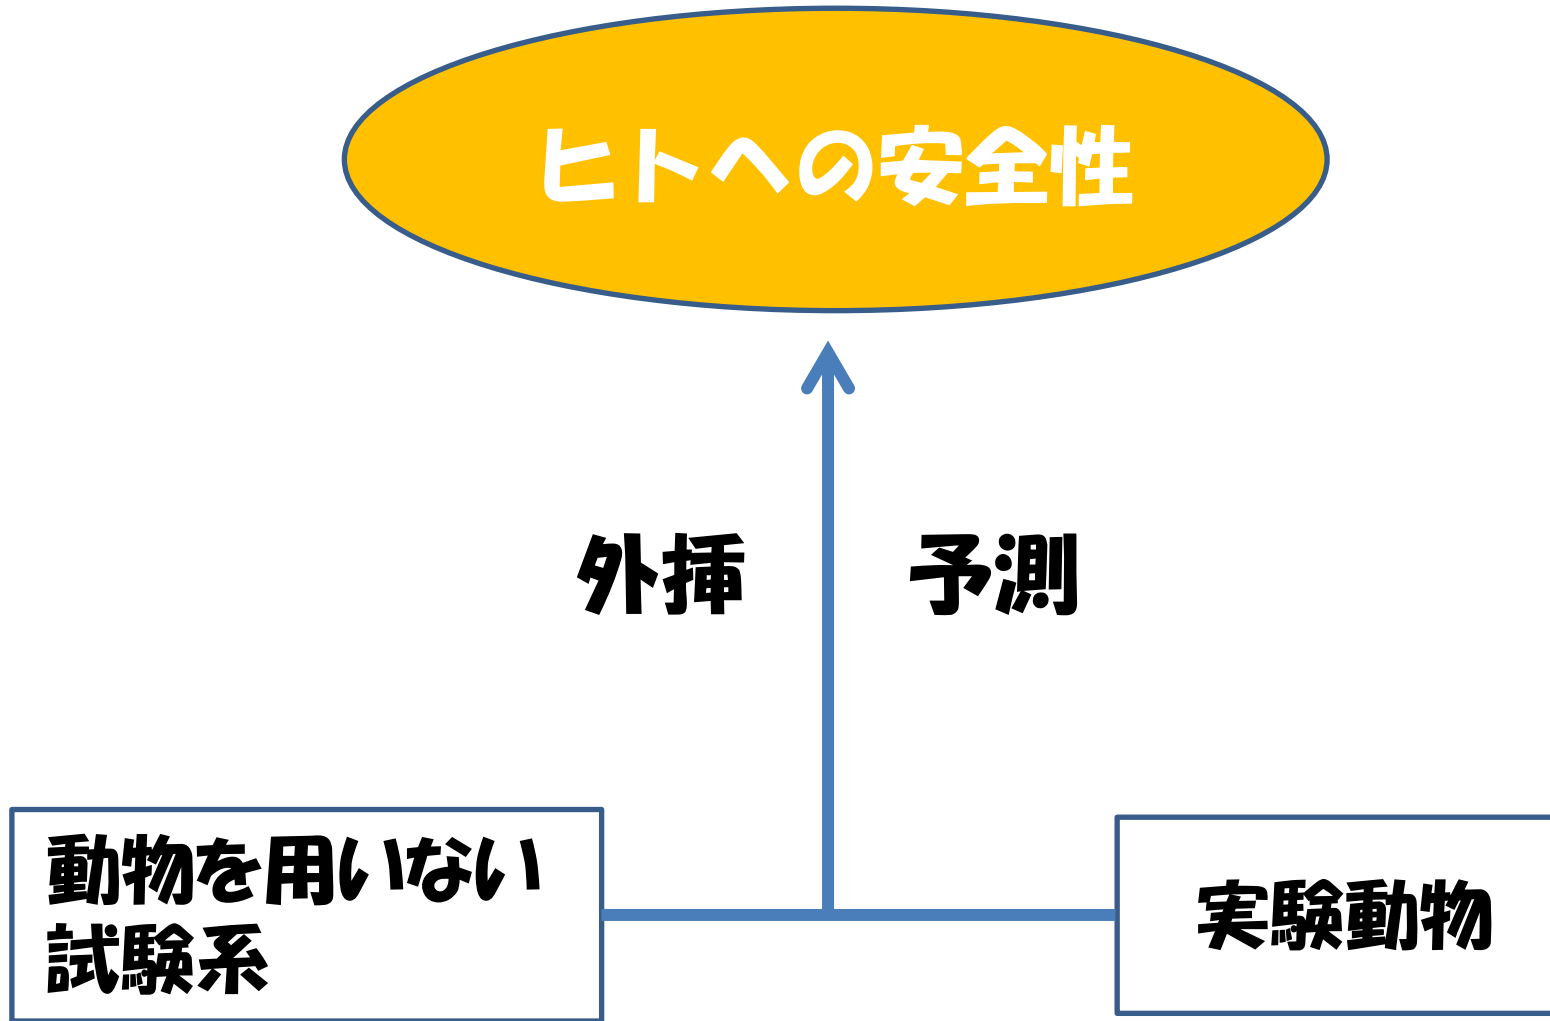 ヒトへの安全性
外挿 予測
動物を用いない
試験系
実験動物